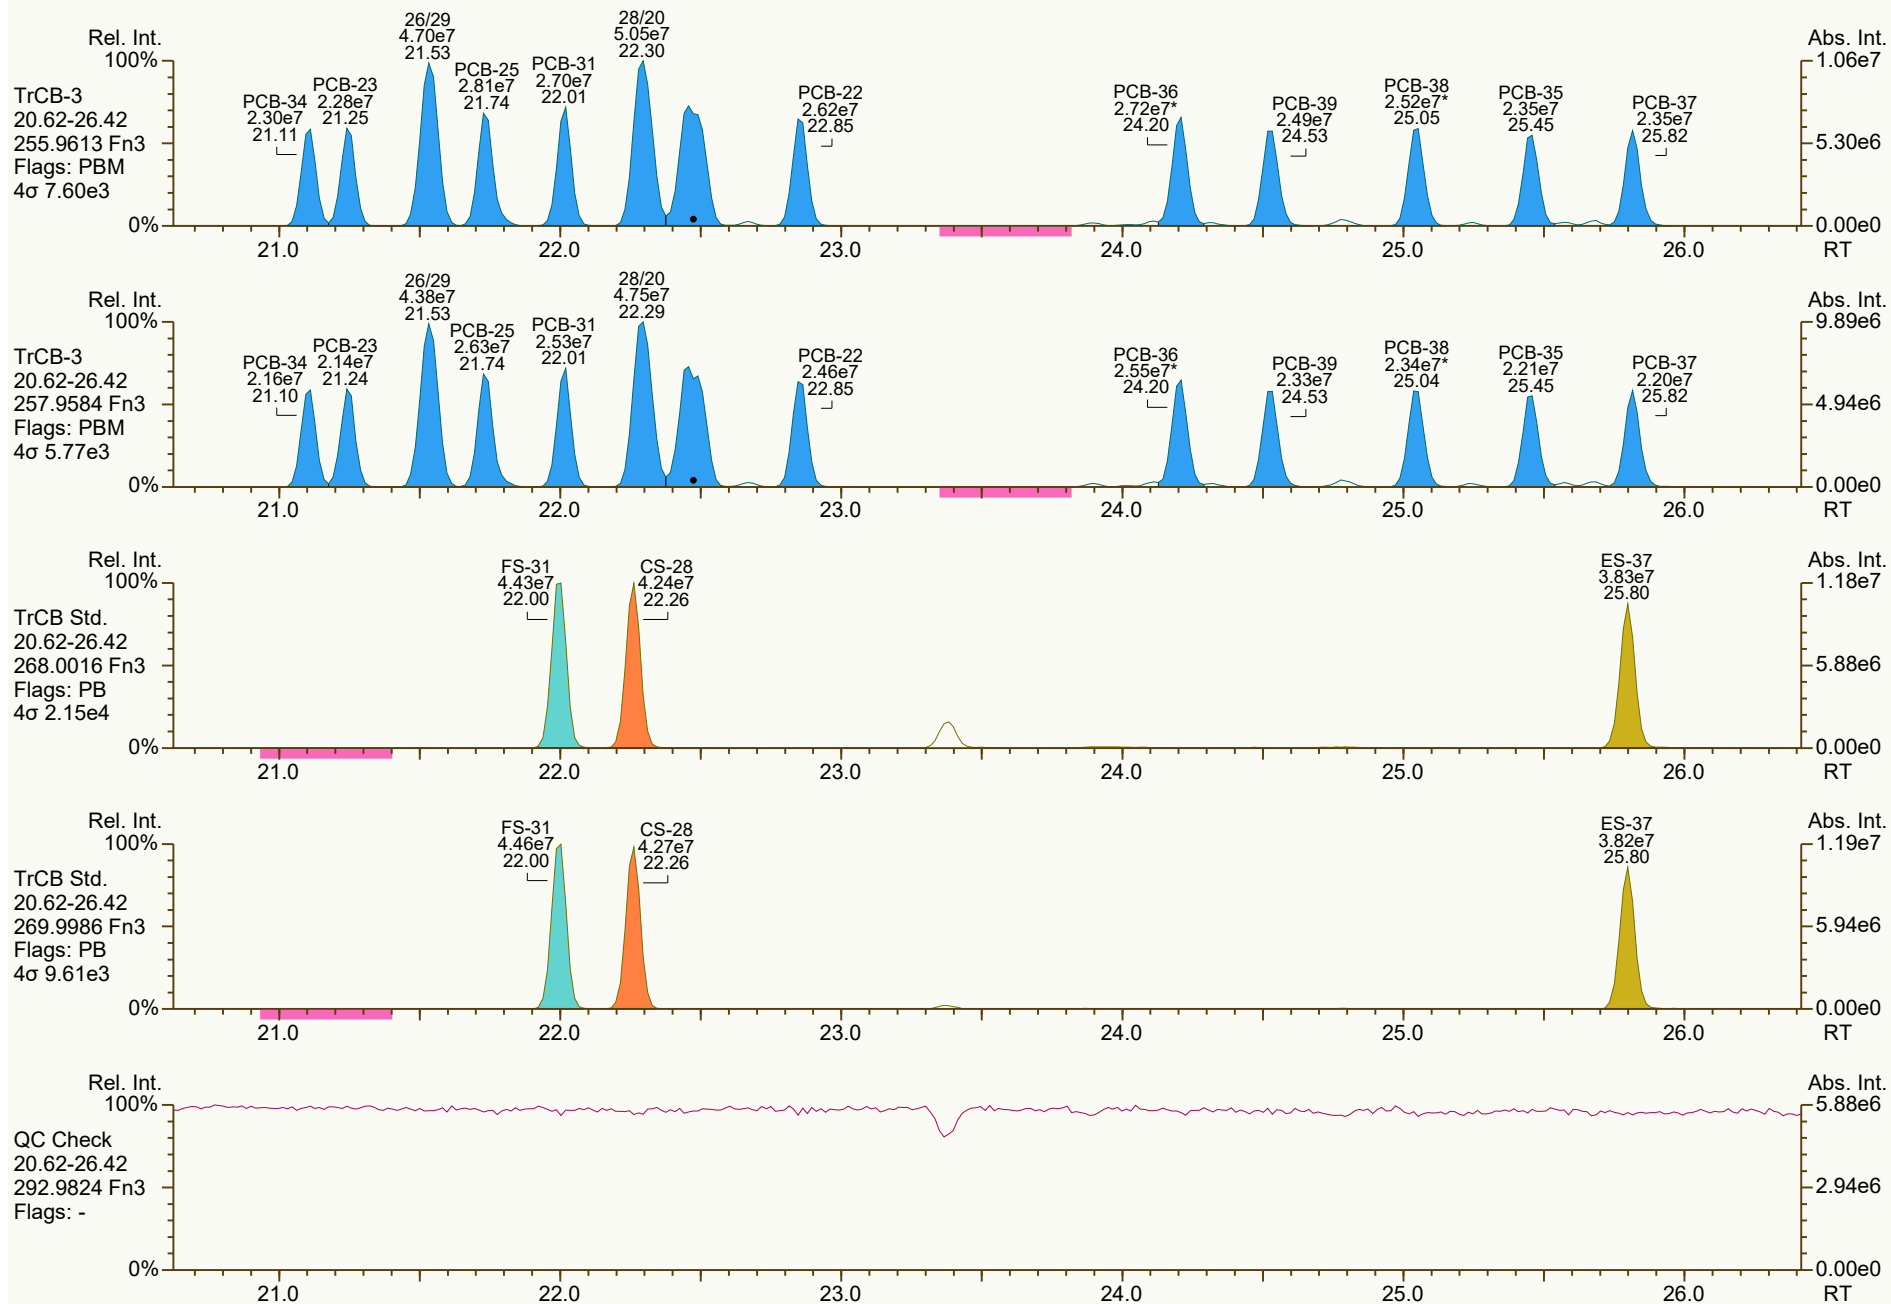 Rel. Int.
100%
0%
TrCB-3
20.62-26.42
255.9613 Fn3
Flags: PBM
4σ 7.60e3
PCB-34
2.30e7
21.11
PCB-23
2.28e7
21.25
26/29
4.70e7
21.53
PCB-25
2.81e7
21.74
PCB-31
2.70e7
22.01
28/20
5.05e7
22.30
PCB-22
2.62e7
22.85
PCB-36
2.72e7*
24.20
PCB-39
2.49e7
24.53
PCB-38
2.52e7*
25.05
PCB-35
2.35e7
25.45
PCB-37
2.35e7
25.82
Abs. Int.
1.06e7
5.30e6
0.00e0
21.0 22.0 23.0 24.0 25.0 26.0 RT
Rel. Int.
100%
0%
TrCB-3
20.62-26.42
257.9584 Fn3
Flags: PBM
4σ 5.77e3
PCB-34
2.16e7
21.10
PCB-23
2.14e7
21.24
26/29
4.38e7
21.53
PCB-25
2.63e7
21.74
PCB-31
2.53e7
22.01
28/20
4.75e7
22.29
PCB-22
2.46e7
22.85
PCB-36
2.55e7*
24.20
PCB-39
2.33e7
24.53
PCB-38
2.34e7*
25.04
PCB-35
2.21e7
25.45
PCB-37
2.20e7
25.82
Abs. Int.
9.89e6
4.94e6
0.00e0
21.0 22.0 23.0 24.0 25.0 26.0 RT
Rel. Int.
100%
0%
TrCB Std.
20.62-26.42
268.0016 Fn3
Flags: PB
4σ 2.15e4
FS-31
4.43e7
22.00
CS-28
4.24e7
22.26
ES-37
3.83e7
25.80
Abs. Int.
1.18e7
5.88e6
0.00e0
21.0 22.0 23.0 24.0 25.0 26.0 RT
Rel. Int.
100%
0%
TrCB Std.
20.62-26.42
269.9986 Fn3
Flags: PB
4σ 9.61e3
FS-31
4.46e7
22.00
CS-28
4.27e7
22.26
ES-37
3.82e7
25.80
Abs. Int.
1.19e7
5.94e6
0.00e0
21.0 22.0 23.0 24.0 25.0 26.0 RT
Rel. Int.
100%
0%
QC Check
20.62-26.42
292.9824 Fn3
Flags: -
Abs. Int.
5.88e6
2.94e6
0.00e0
21.0 22.0 23.0 24.0 25.0 26.0 RT